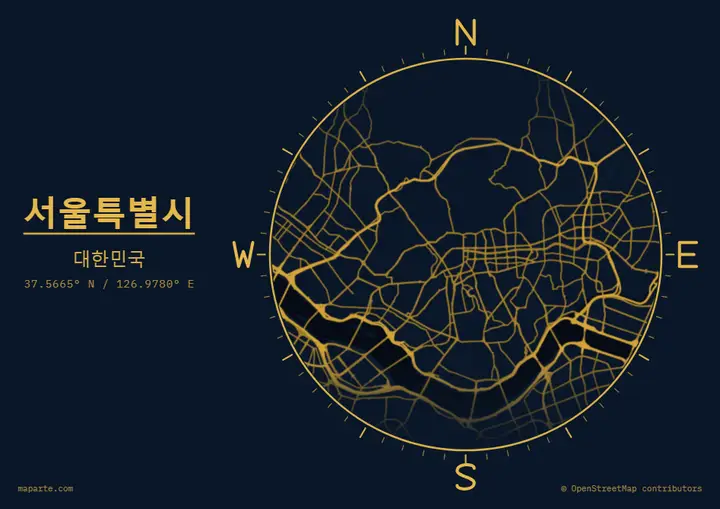 N
서울특별시
대한민국
37.5665° N / 126.9780° E
W
E
S
maparte.com
© OpenStreetMap contributors